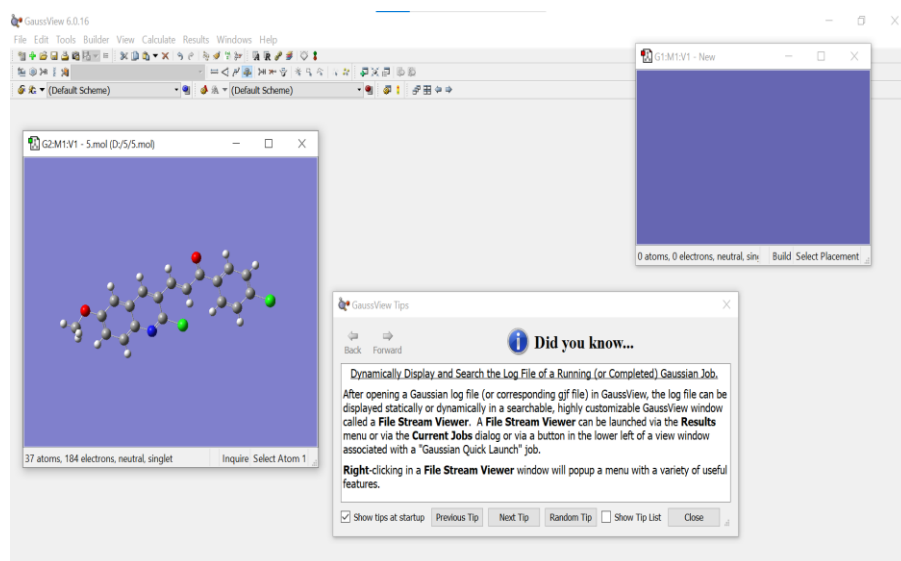 GaussView 6.0.16
File Edit Tools Builder View Calculate Results Windows Help
(Default Scheme) (Default Scheme)
G1:M1:V1 - New
0 atoms, 0 electrons, neutral, sin Build Select Placement
G2:M1:V1 - 5.mol (D:/5/5.mol)
37 atoms, 184 electrons, neutral, singlet Inquire Select Atom 1
GaussView Tips
Back Forward
Did you know...
Dynamically Display and Search the Log File of a Running (or Completed) Gaussian Job.
After opening a Gaussian log file (or corresponding gjf file) in GaussView, the log file can be
displayed statically or dynamically in a searchable, highly customizable GaussView window
called a File Stream Viewer. A File Stream Viewer can be launched via the Results
menu or via the Current Jobs dialog or via a button in the lower left of a view window
associated with a "Gaussian Quick Launch" job.
Right-clicking in a File Stream Viewer window will popup a menu with a variety of useful
features.
Show tips at startup Previous Tip Next Tip Random Tip Show Tip List Close